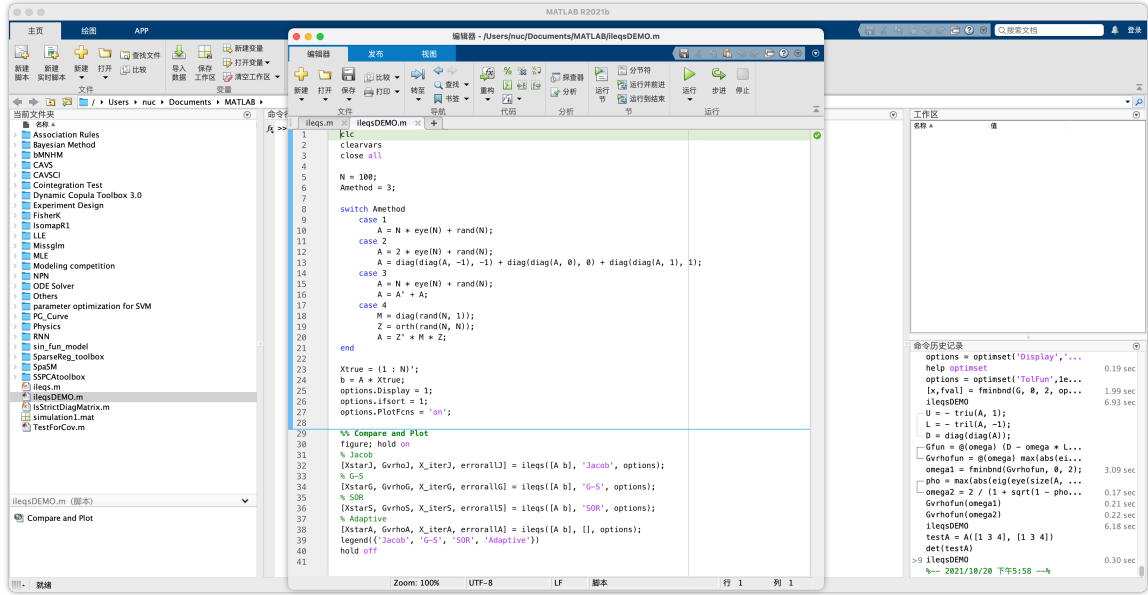 MATLAB R2021b
主页 绘图 APP
搜索文档 登录
新建 脚本
新建 实时脚本
新建
打开
查找文件
比较
导入 数据
保存 工作区
新建变量
打开变量
清空工作区
文件 变量
/ › Users › nuc › Documents › MATLAB ›
当前文件夹
名称
Association Rules
Bayesian Method
bMNHM
CAVS
CAVSCI
Cointegration Test
Dynamic Copula Toolbox 3.0
Experiment Design
FisherK
IsomapR1
LLE
Missglm
MLE
Modeling competition
NPN
ODE Solver
Others
parameter optimization for SVM
PG_Curve
Physics
RNN
sin_fun_model
SparseReg_toolbox
SpaSM
SSPCAtoolbox
ileqs.m
ileqsDEMO.m
IsStrictDiagMatrix.m
simulation1.mat
TestForCov.m
ileqsDEMO.m (脚本)
Compare and Plot
就绪
fx >>
编辑器 - /Users/nuc/Documents/MATLAB/ileqsDEMO.m
编辑器 发布 视图
新建
打开
保存
比较
打印
转至
查找
书签
重构
探查器
分析
运行 节
分节符
运行并前进
运行到结束
运行
步进
停止
文件 导航 代码 分析 节 运行
ileqs.m ileqsDEMO.m +
1 clc
2 clearvars
3 close all
4
5 N = 100;
6 Amethod = 3;
7
8 switch Amethod
9 case 1
10 A = N * eye(N) + rand(N);
11 case 2
12 A = 2 * eye(N) + rand(N);
13 A = diag(diag(A, -1), -1) + diag(diag(A, 0), 0) + diag(diag(A, 1), 1);
14 case 3
15 A = N * eye(N) + rand(N);
16 A = A' + A;
17 case 4
18 M = diag(rand(N, 1));
19 Z = orth(rand(N, N));
20 A = Z' * M * Z;
21 end
22
23 Xtrue = (1 : N)';
24 b = A * Xtrue;
25 options.Display = 1;
26 options.ifsort = 1;
27 options.PlotFcns = 'on';
28
29 %% Compare and Plot
30 figure; hold on
31 % Jacob
32 [XstarJ, GvrhoJ, X_iterJ, errorallJ] = ileqs([A b], 'Jacob', options);
33 % G-S
34 [XstarG, GvrhoG, X_iterG, errorallG] = ileqs([A b], 'G-S', options);
35 % SOR
36 [XstarS, GvrhoS, X_iterS, errorallS] = ileqs([A b], 'SOR', options);
37 % Adaptive
38 [XstarA, GvrhoA, X_iterA, errorallA] = ileqs([A b], [], options);
39 legend({'Jacob', 'G-S', 'SOR', 'Adaptive'})
40 hold off
41
Zoom: 100% UTF-8 LF 脚本 行 1 列 1
工作区
名称 值
命令历史记录
options = optimset('Display','...
help optimset 0.19 sec
options = optimset('TolFun',1e...
[x,fval] = fminbnd(G, 0, 2, op... 1.99 sec
ileqsDEMO 6.93 sec
U = - triu(A, 1);
L = - tril(A, -1);
D = diag(diag(A));
Gfun = @(omega) (D - omega * L...
Gvrhofun = @(omega) max(abs(ei...
omega1 = fminbnd(Gvrhofun, 0, 2); 3.09 sec
pho = max(abs(eig(eye(size(A, ...
omega2 = 2 / (1 + sqrt(1 - pho... 0.17 sec
Gvrhofun(omega1) 0.21 sec
Gvrhofun(omega2) 0.22 sec
ileqsDEMO 6.18 sec
testA = A([1 3 4], [1 3 4])
det(testA)
>9 ileqsDEMO 0.30 sec
%-- 2021/10/20 下午5:58 --%